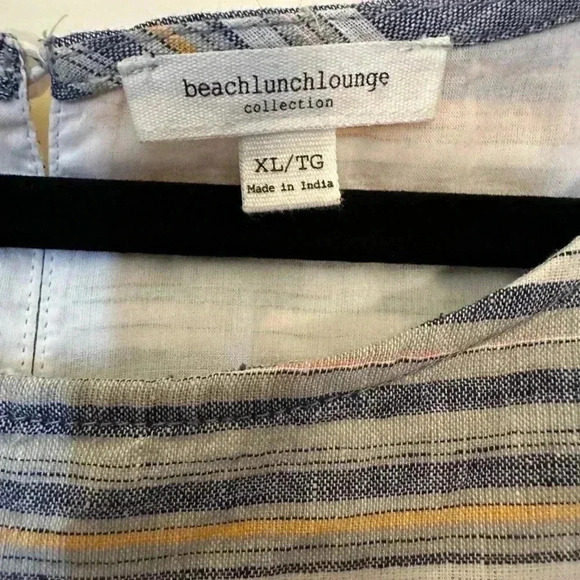 beachlunchlounge
collection
XL/TG
Made in India